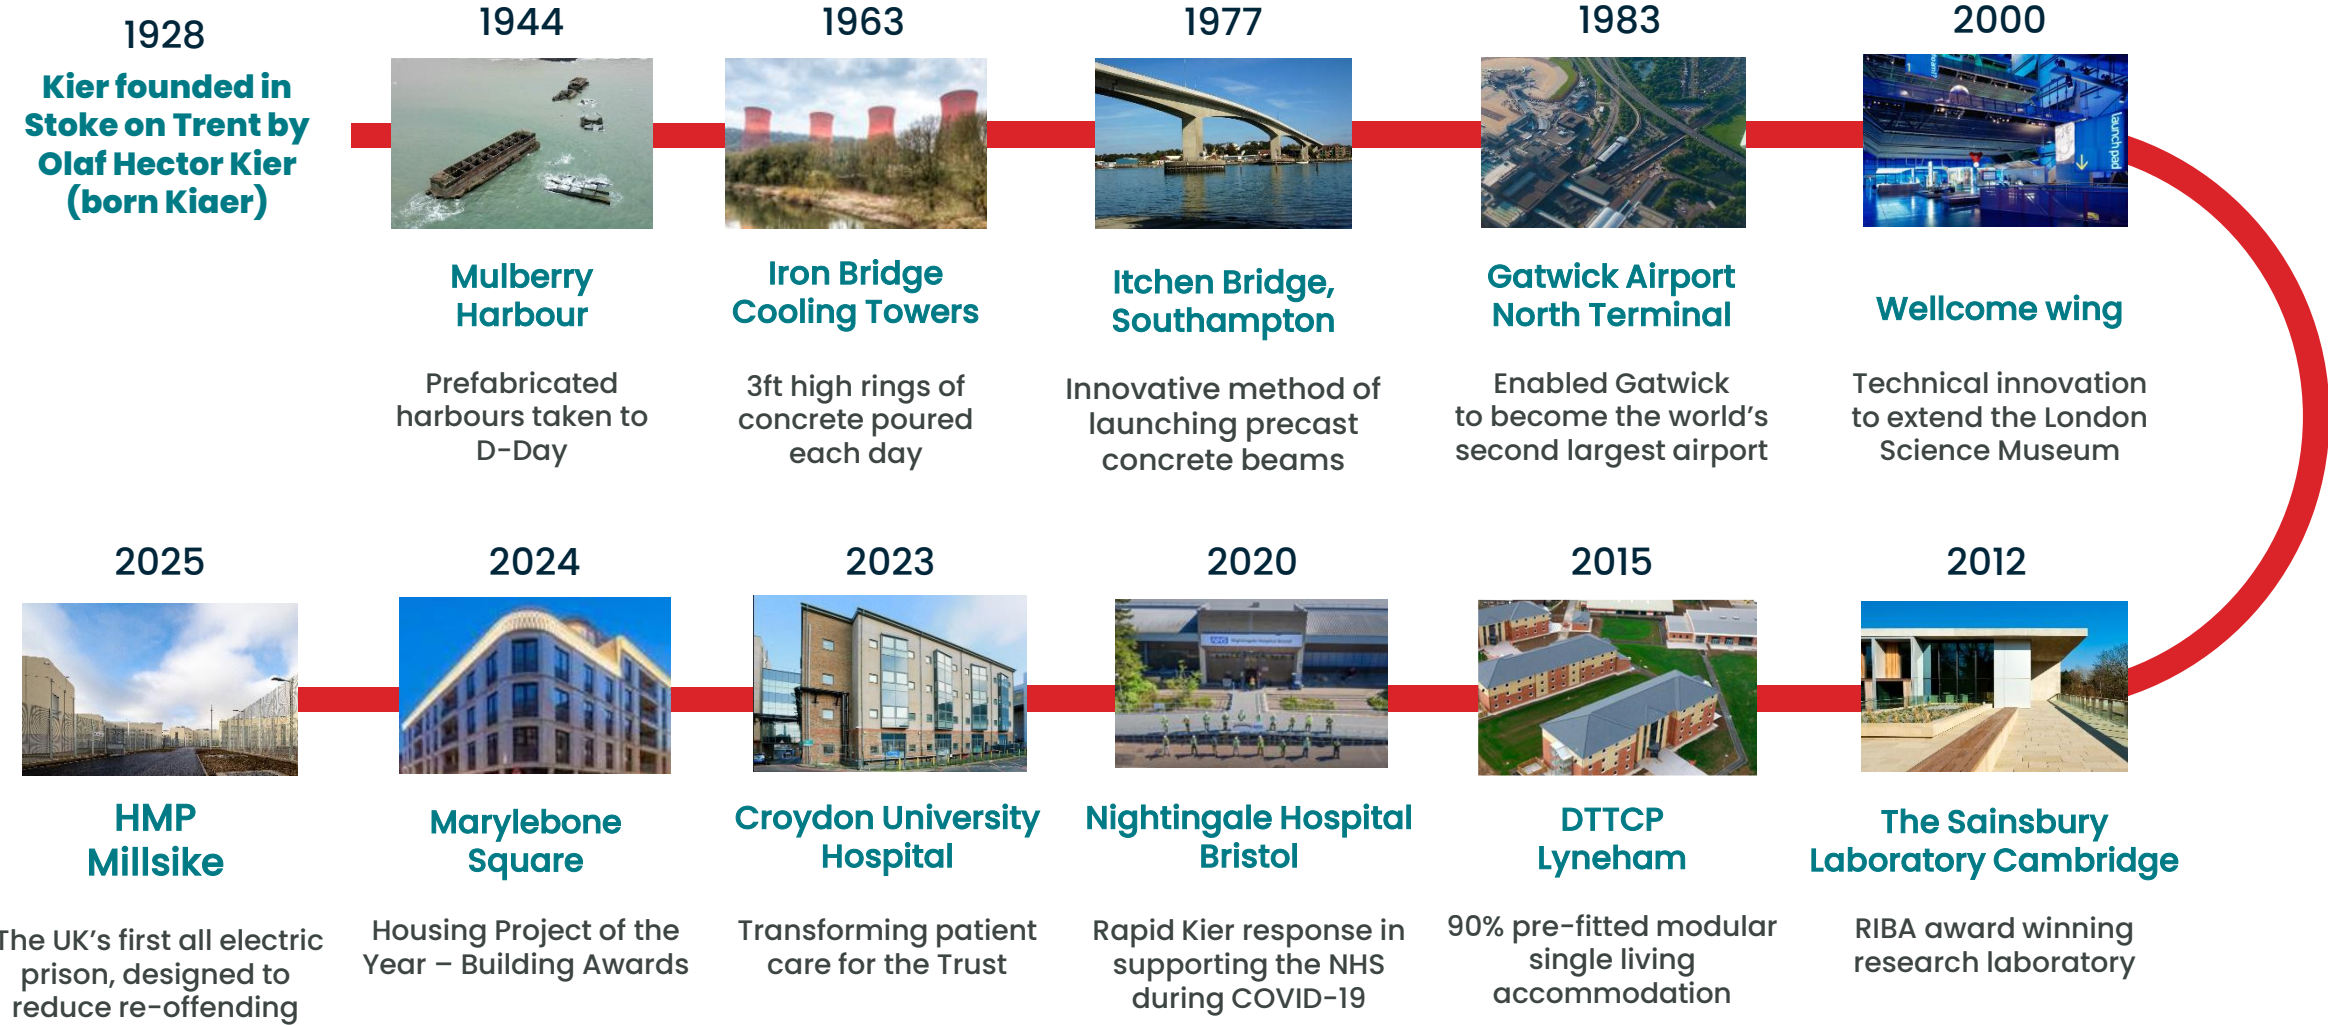 1928
Kier founded in
Stoke on Trent by
Olaf Hector Kier
(born Kiaer)
1944
Mulberry
Harbour
Prefabricated
harbours taken to
D-Day
1963
Iron Bridge
Cooling Towers
3ft high rings of
concrete poured
each day
1977
Itchen Bridge,
Southampton
Innovative method of
launching precast
concrete beams
1983
Gatwick Airport
North Terminal
Enabled Gatwick
to become the world's
second largest airport
2000
launchpad
Wellcome wing
Technical innovation
to extend the London
Science Museum
2012
The Sainsbury
Laboratory Cambridge
RIBA award winning
research laboratory
2015
DTTCP
Lyneham
90% pre-fitted modular
single living
accommodation
2020
NHS Nightingale Hospital Bristol
Nightingale Hospital
Bristol
Rapid Kier response in
supporting the NHS
during COVID-19
2023
Croydon University
Hospital
Transforming patient
care for the Trust
2024
Marylebone
Square
Housing Project of the
Year – Building Awards
2025
HMP
Millsike
The UK's first all electric
prison, designed to
reduce re-offending